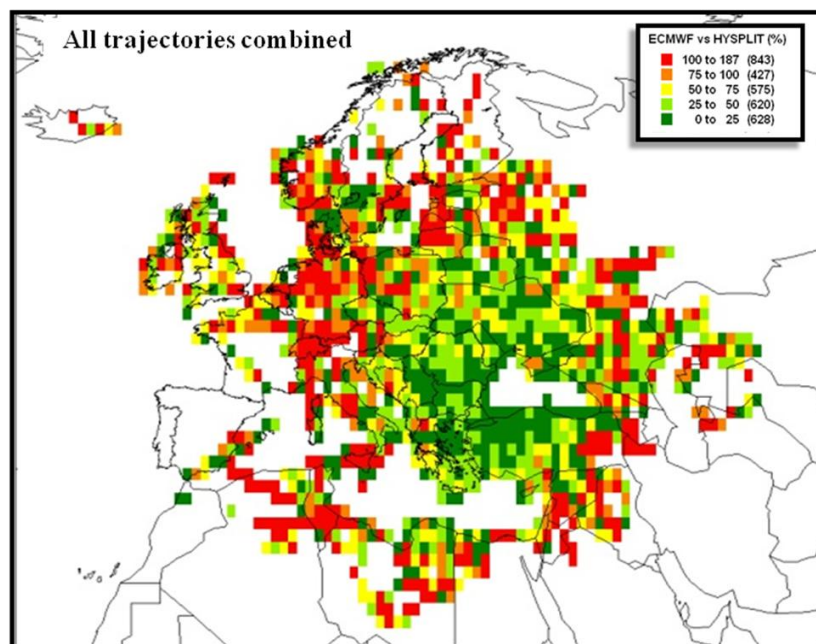 All trajectories combined
ECMWF vs HYSPLIT (%)
100 to 187 (843)
75 to 100 (427)
50 to 75 (575)
25 to 50 (620)
0 to 25 (628)